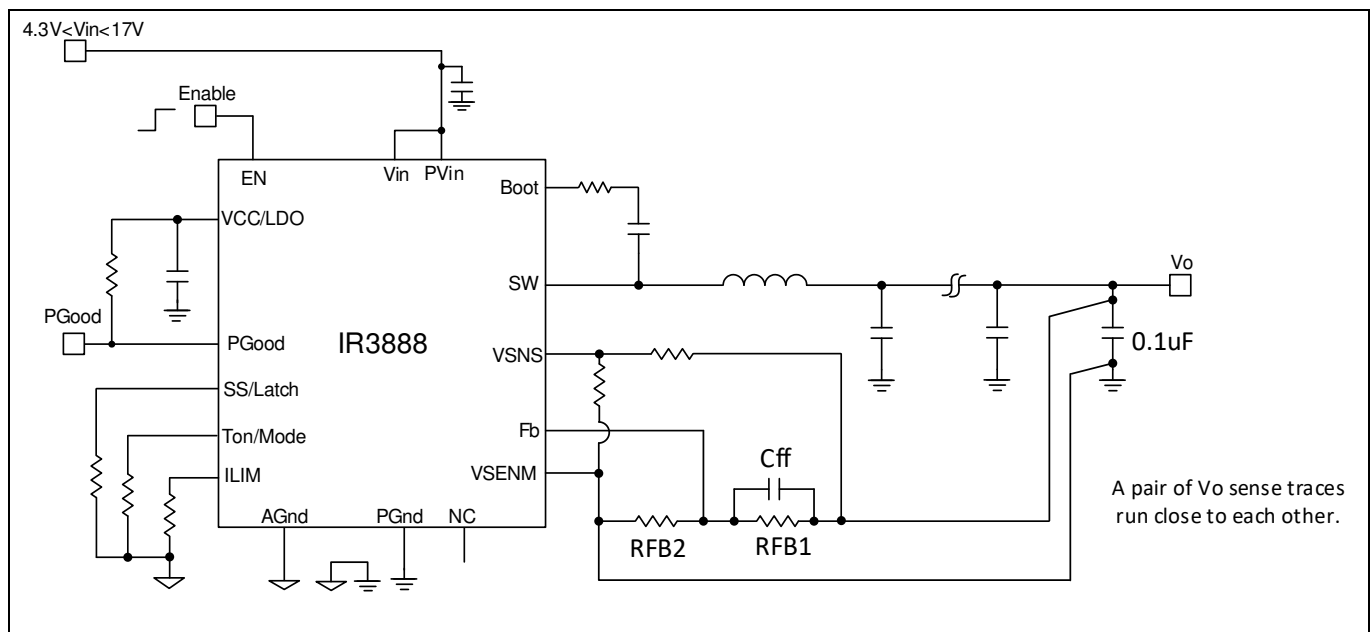 4.3V<Vin<17V
Enable
EN
Vin
PVin
Boot
VCC/LDO
SW
Vo
PGood
PGood
IR3888
VSNS
0.1uF
SS/Latch
Ton/Mode
Fb
ILIM
VSENM
Cff
A pair of Vo sense traces
run close to each other.
AGnd
PGnd
NC
RFB2
RFB1